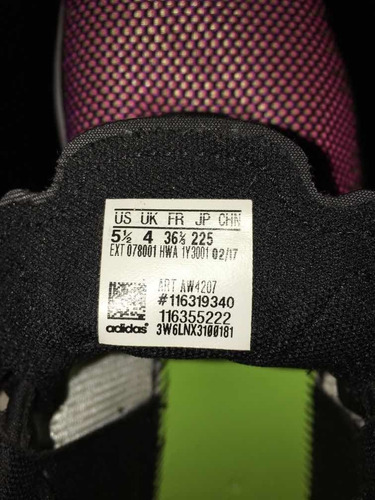 US UK FR JP CHN
5½ 4 36⅔ 225
EXT 078001 HWA 1Y3001 02/17
ART AW4207
#116319340
116355222
adidas® 3W6LNX3100181